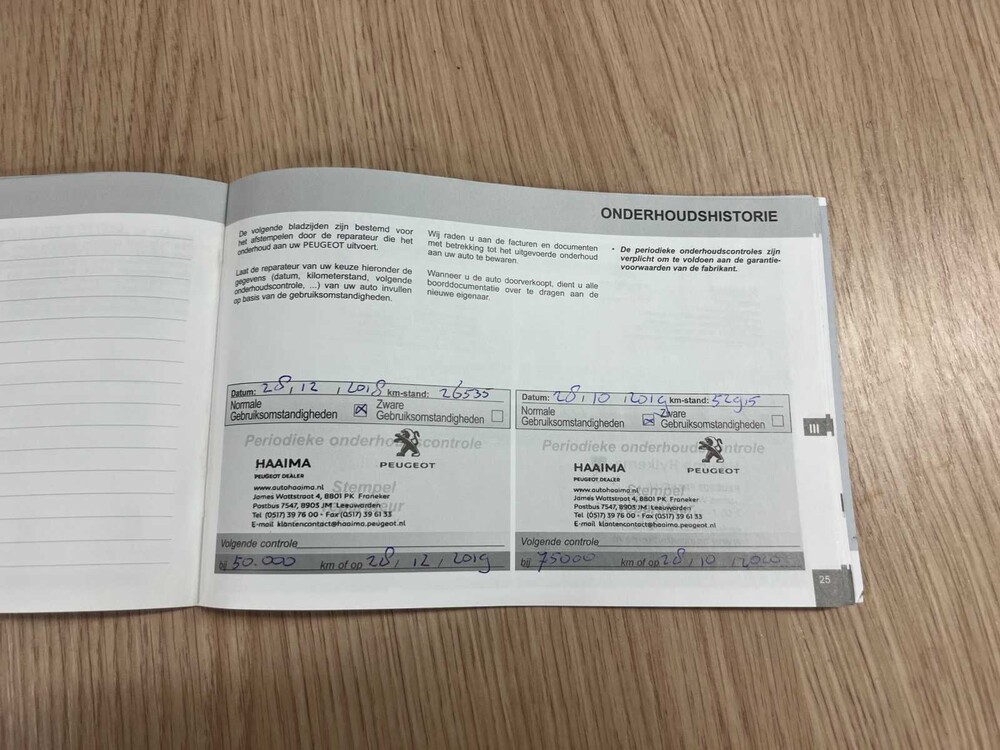 ONDERHOUDSHISTORIE
De volgende bladzijden zijn bestemd voor
het afstempelen door de reparateur die het
onderhoud aan uw PEUGEOT uitvoert.
Laat de reparateur van uw keuze hieronder de
gegevens (datum, kilometerstand, volgende
onderhoudscontrole, ...) van uw auto invullen
op basis van de gebruiksomstandigheden.
Wij raden u aan de facturen en documenten
met betrekking tot het uitgevoerde onderhoud
aan uw auto te bewaren.
Wanneer u de auto doorverkoopt, dient u alle
boorddocumentatie over te dragen aan de
nieuwe eigenaar.
• De periodieke onderhoudscontroles zijn
verplicht om te voldoen aan de garantie-
voorwaarden van de fabrikant.
Datum: 28, 12, 2018 km-stand: 26535
Normale
Gebruiksomstandigheden
Zware
Gebruiksomstandigheden
Periodieke onderhoudscontrole
PEUGEOT
HAAIMA
PEUGEOT DEALER
Stempel
www.autohaaima.nl
James Wattstraat 4, 8801 PK Franeker
Postbus 7547, 8903 JM Leeuwarden
Tel (0517) 39 76 00 - Fax (0517) 39 61 33
E-mail klantencontact@haaima.peugeot.nl
Volgende controle
bij 50.000 km of op 28, 12, 2019
Datum: 28, 10, 2019 km-stand: 52915
Normale
Gebruiksomstandigheden
Zware
Gebruiksomstandigheden
Periodieke onderhoudscontrole
PEUGEOT
HAAIMA
PEUGEOT DEALER
Stempel
www.autohaaima.nl
James Wattstraat 4, 8801 PK Franeker
Postbus 7547, 8903 JM Leeuwarden
Tel (0517) 39 76 00 - Fax (0517) 39 61 33
E-mail klantencontact@haaima.peugeot.nl
Volgende controle
bij 75000 km of op 28, 10, 2020
III
25